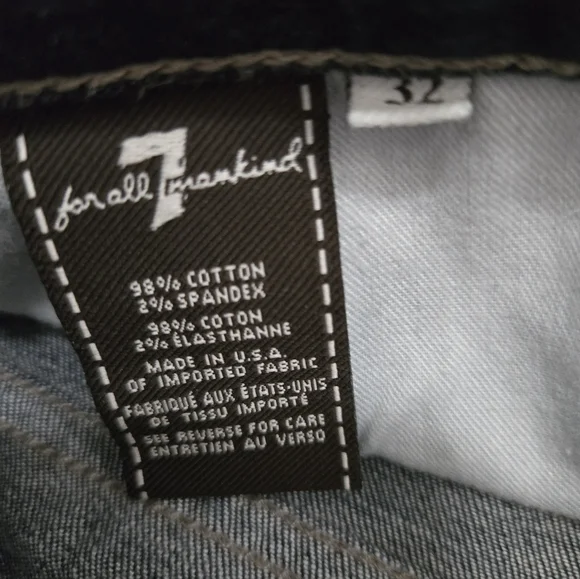 32
7
for all mankind
98% COTTON
2% SPANDEX
98% COTON
2% ÉLASTHANNE
MADE IN U.S.A.
OF IMPORTED FABRIC
FABRIQUÉ AUX ÉTATS-UNIS
DE TISSU IMPORTÉ
SEE REVERSE FOR CARE
ENTRETIEN AU VERSO